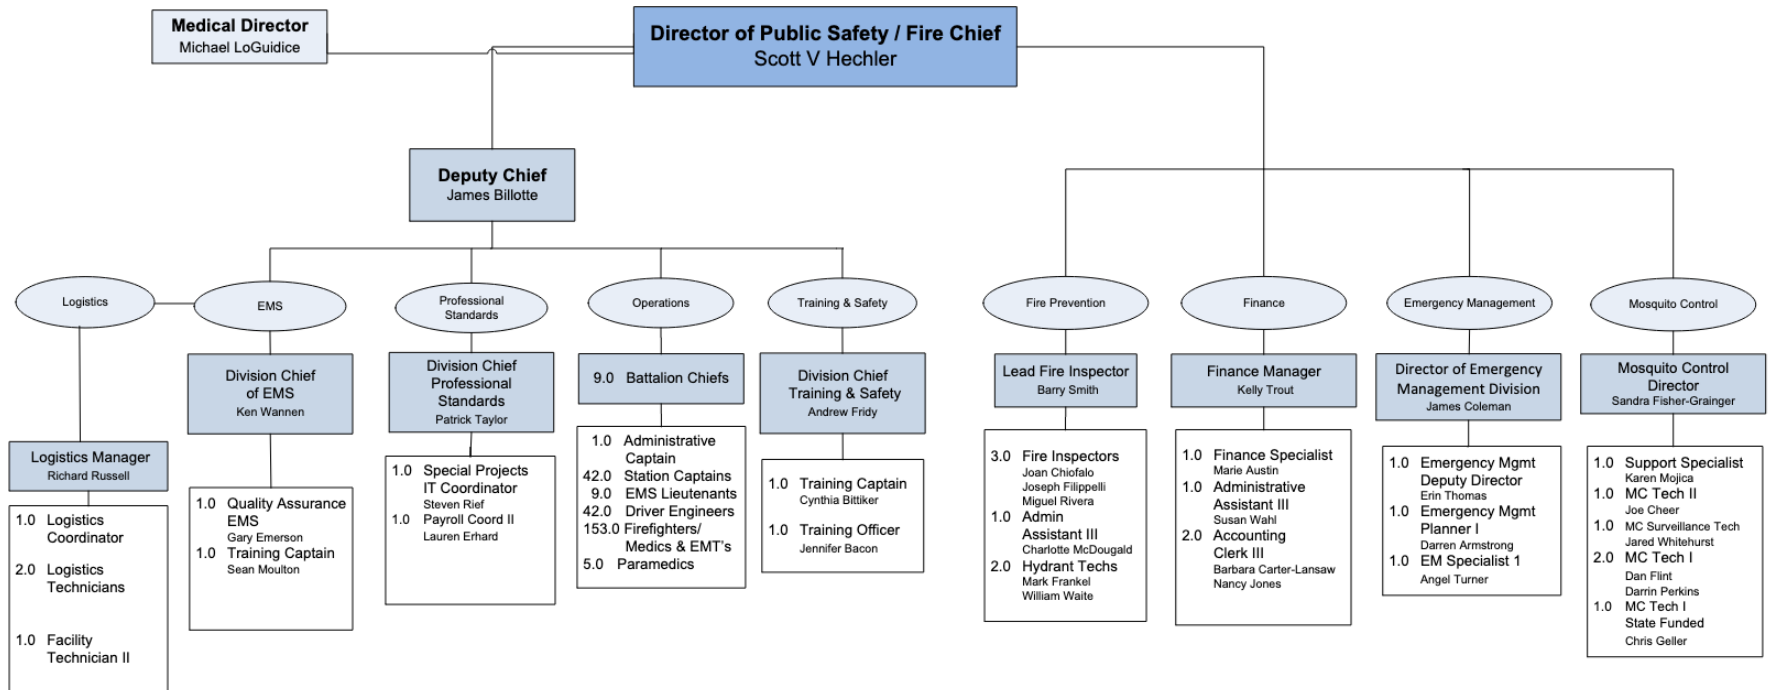 Medical Director
Michael LoGuidice
Director of Public Safety / Fire Chief
Scott V Hechler
Deputy Chief
James Billotte
Logistics
EMS
Professional
Standards
Operations
Training & Safety
Fire Prevention
Finance
Emergency Management
Mosquito Control
Logistics Manager
Richard Russell
1.0 Logistics
Coordinator
2.0 Logistics
Technicians
1.0 Facility
Technician II
Division Chief
of EMS
Ken Wannen
1.0 Quality Assurance
EMS
Gary Emerson
1.0 Training Captain
Sean Moulton
Division Chief
Professional
Standards
Patrick Taylor
1.0 Special Projects
IT Coordinator
Steven Rief
1.0 Payroll Coord II
Lauren Erhard
9.0 Battalion Chiefs
1.0 Administrative
Captain
42.0 Station Captains
9.0 EMS Lieutenants
42.0 Driver Engineers
153.0 Firefighters/
Medics & EMT's
5.0 Paramedics
Division Chief
Training & Safety
Andrew Fridy
1.0 Training Captain
Cynthia Bittiker
1.0 Training Officer
Jennifer Bacon
Lead Fire Inspector
Barry Smith
3.0 Fire Inspectors
Joan Chiofalo
Joseph Filippelli
Miguel Rivera
1.0 Admin
Assistant III
Charlotte McDougald
2.0 Hydrant Techs
Mark Frankel
William Waite
Finance Manager
Kelly Trout
1.0 Finance Specialist
Marie Austin
1.0 Administrative
Assistant III
Susan Wahl
2.0 Accounting
Clerk III
Barbara Carter-Lansaw
Nancy Jones
Director of Emergency
Management Division
James Coleman
1.0 Emergency Mgmt
Deputy Director
Erin Thomas
1.0 Emergency Mgmt
Planner I
Darren Armstrong
1.0 EM Specialist 1
Angel Turner
Mosquito Control
Director
Sandra Fisher-Grainger
1.0 Support Specialist
Karen Mojica
1.0 MC Tech II
Joe Cheer
1.0 MC Surveillance Tech
Jared Whitehurst
2.0 MC Tech I
Dan Flint
Darrin Perkins
1.0 MC Tech I
State Funded
Chris Geller